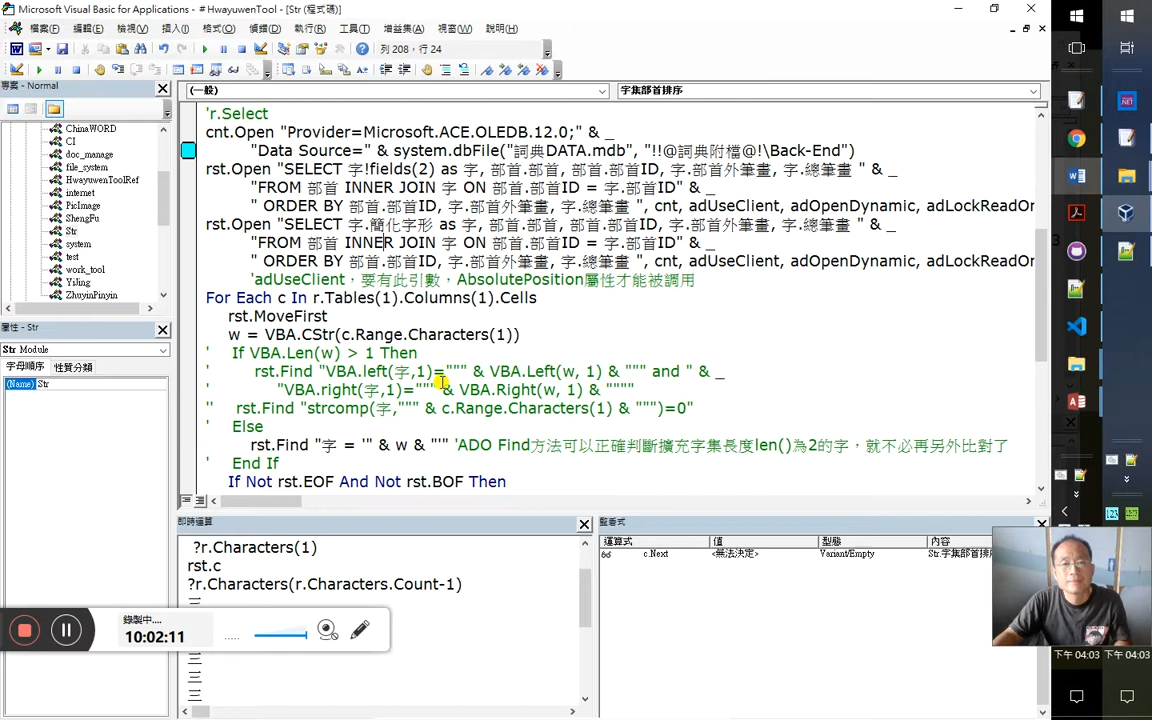 Microsoft Visual Basic for Applications - # HwayuwenTool - [Str (程式碼)]
檔案(F) 編輯(E) 檢視(V) 插入(I) 格式(O) 偵錯(D) 執行(R) 工具(T) 增益集(A) 視窗(W) 說明(H)
列 208，行 24
專案 - Normal
ChinaWORD
CI
doc_manage
file_system
HwayuwenToolRef
internet
PicImage
ShengFu
Str
system
test
work_tool
YiJing
ZhuyinPinyin
屬性 - Str
Str Module
字母順序 性質分類
(Name) Str
(一般)
字集部首排序
'r.Select
cnt.Open "Provider=Microsoft.ACE.OLEDB.12.0;" & _
"Data Source=" & system.dbFile("詞典DATA.mdb", "!!@詞典附檔@!\Back-End")
rst.Open "SELECT 字!fields(2) as 字, 部首.部首, 部首.部首ID, 字.部首外筆畫, 字.總筆畫 " & _
"FROM 部首 INNER JOIN 字 ON 部首.部首ID = 字.部首ID" & _
" ORDER BY 部首.部首ID, 字.部首外筆畫, 字.總筆畫 ", cnt, adUseClient, adOpenDynamic, adLockReadOn
rst.Open "SELECT 字.簡化字形 as 字, 部首.部首, 部首.部首ID, 字.部首外筆畫, 字.總筆畫 " & _
"FROM 部首 INNER JOIN 字 ON 部首.部首ID = 字.部首ID" & _
" ORDER BY 部首.部首ID, 字.部首外筆畫, 字.總筆畫 ", cnt, adUseClient, adOpenDynamic, adLockReadOn
'adUseClient，要有此引數，AbsolutePosition屬性才能被調用
For Each c In r.Tables(1).Columns(1).Cells
rst.MoveFirst
w = VBA.CStr(c.Range.Characters(1))
' If VBA.Len(w) > 1 Then
' rst.Find "VBA.left(字,1)=""" & VBA.Left(w, 1) & """ and " & _
' "VBA.right(字,1)=""" & VBA.Right(w, 1) & """"
'' rst.Find "strcomp(字,""" & c.Range.Characters(1) & """)=0"
' Else
rst.Find "字 = '" & w & "'" 'ADO Find方法可以正確判斷擴充字集長度len()為2的字，就不必再另外比對了
' End If
If Not rst.EOF And Not rst.BOF Then
即時運算
?r.Characters(1)
rst.c
?r.Characters(r.Characters.Count-1)
三
三
三
三
監看式
運算式 值 型態 內容
c.Next <無法決定> Variant/Empty Str.字集部首排序
錄製中...
10:02:11
下午 04:03 下午 04:03